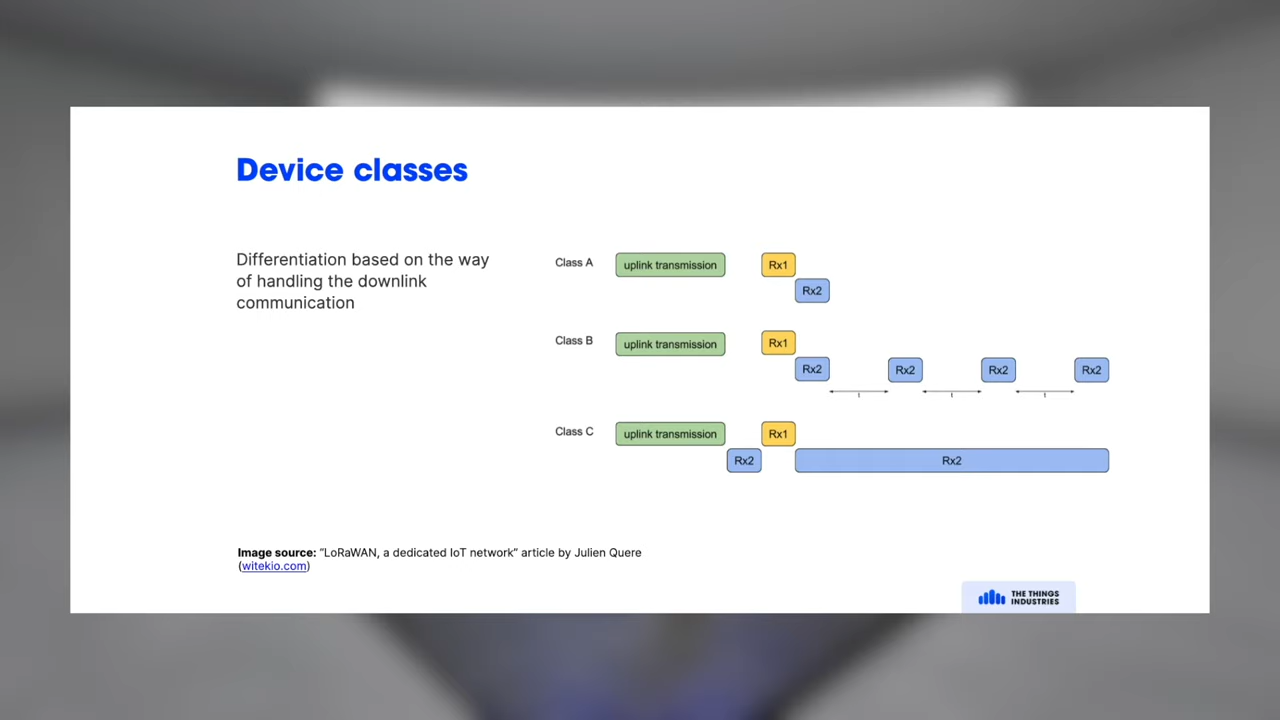 Device classes
Differentiation based on the way
of handling the downlink
communication
Class A
uplink transmission
Rx1
Rx2
Class B
uplink transmission
Rx1
Rx2
Rx2
Rx2
Rx2
Class C
uplink transmission
Rx1
Rx2
Rx2
Image source: “LoRaWAN, a dedicated IoT network” article by Julien Quere
(witekio.com)
THE THINGS
INDUSTRIES